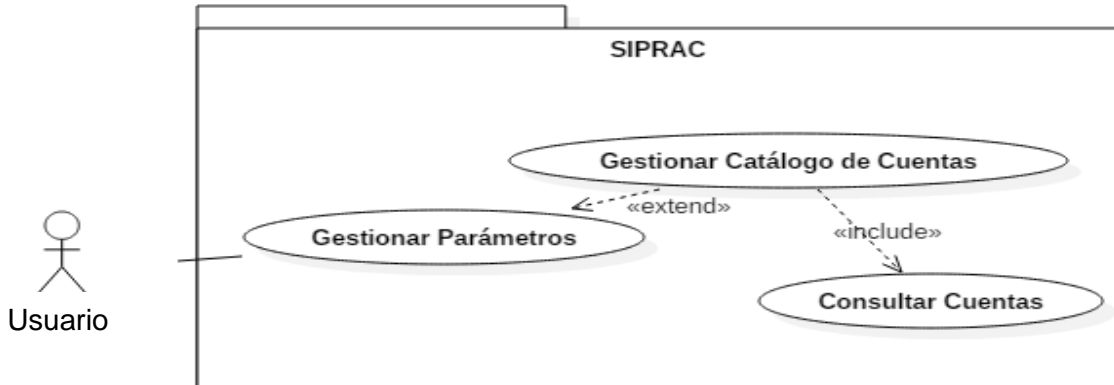 SIPRAC
Gestionar Catálogo de Cuentas
«extend»
Gestionar Parámetros
«include»
Consultar Cuentas
Usuario